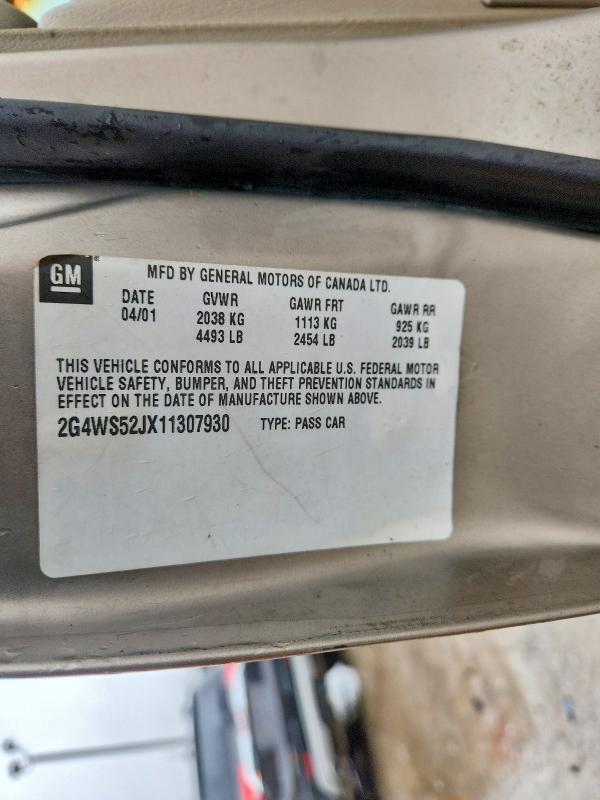 GM
MFD BY GENERAL MOTORS OF CANADA LTD.
DATE GVWR GAWR FRT GAWR RR
04/01 2038 KG 1113 KG 925 KG
4493 LB 2454 LB 2039 LB
THIS VEHICLE CONFORMS TO ALL APPLICABLE U.S. FEDERAL MOTOR
VEHICLE SAFETY, BUMPER, AND THEFT PREVENTION STANDARDS IN
EFFECT ON THE DATE OF MANUFACTURE SHOWN ABOVE.
2G4WS52JX11307930 TYPE: PASS CAR